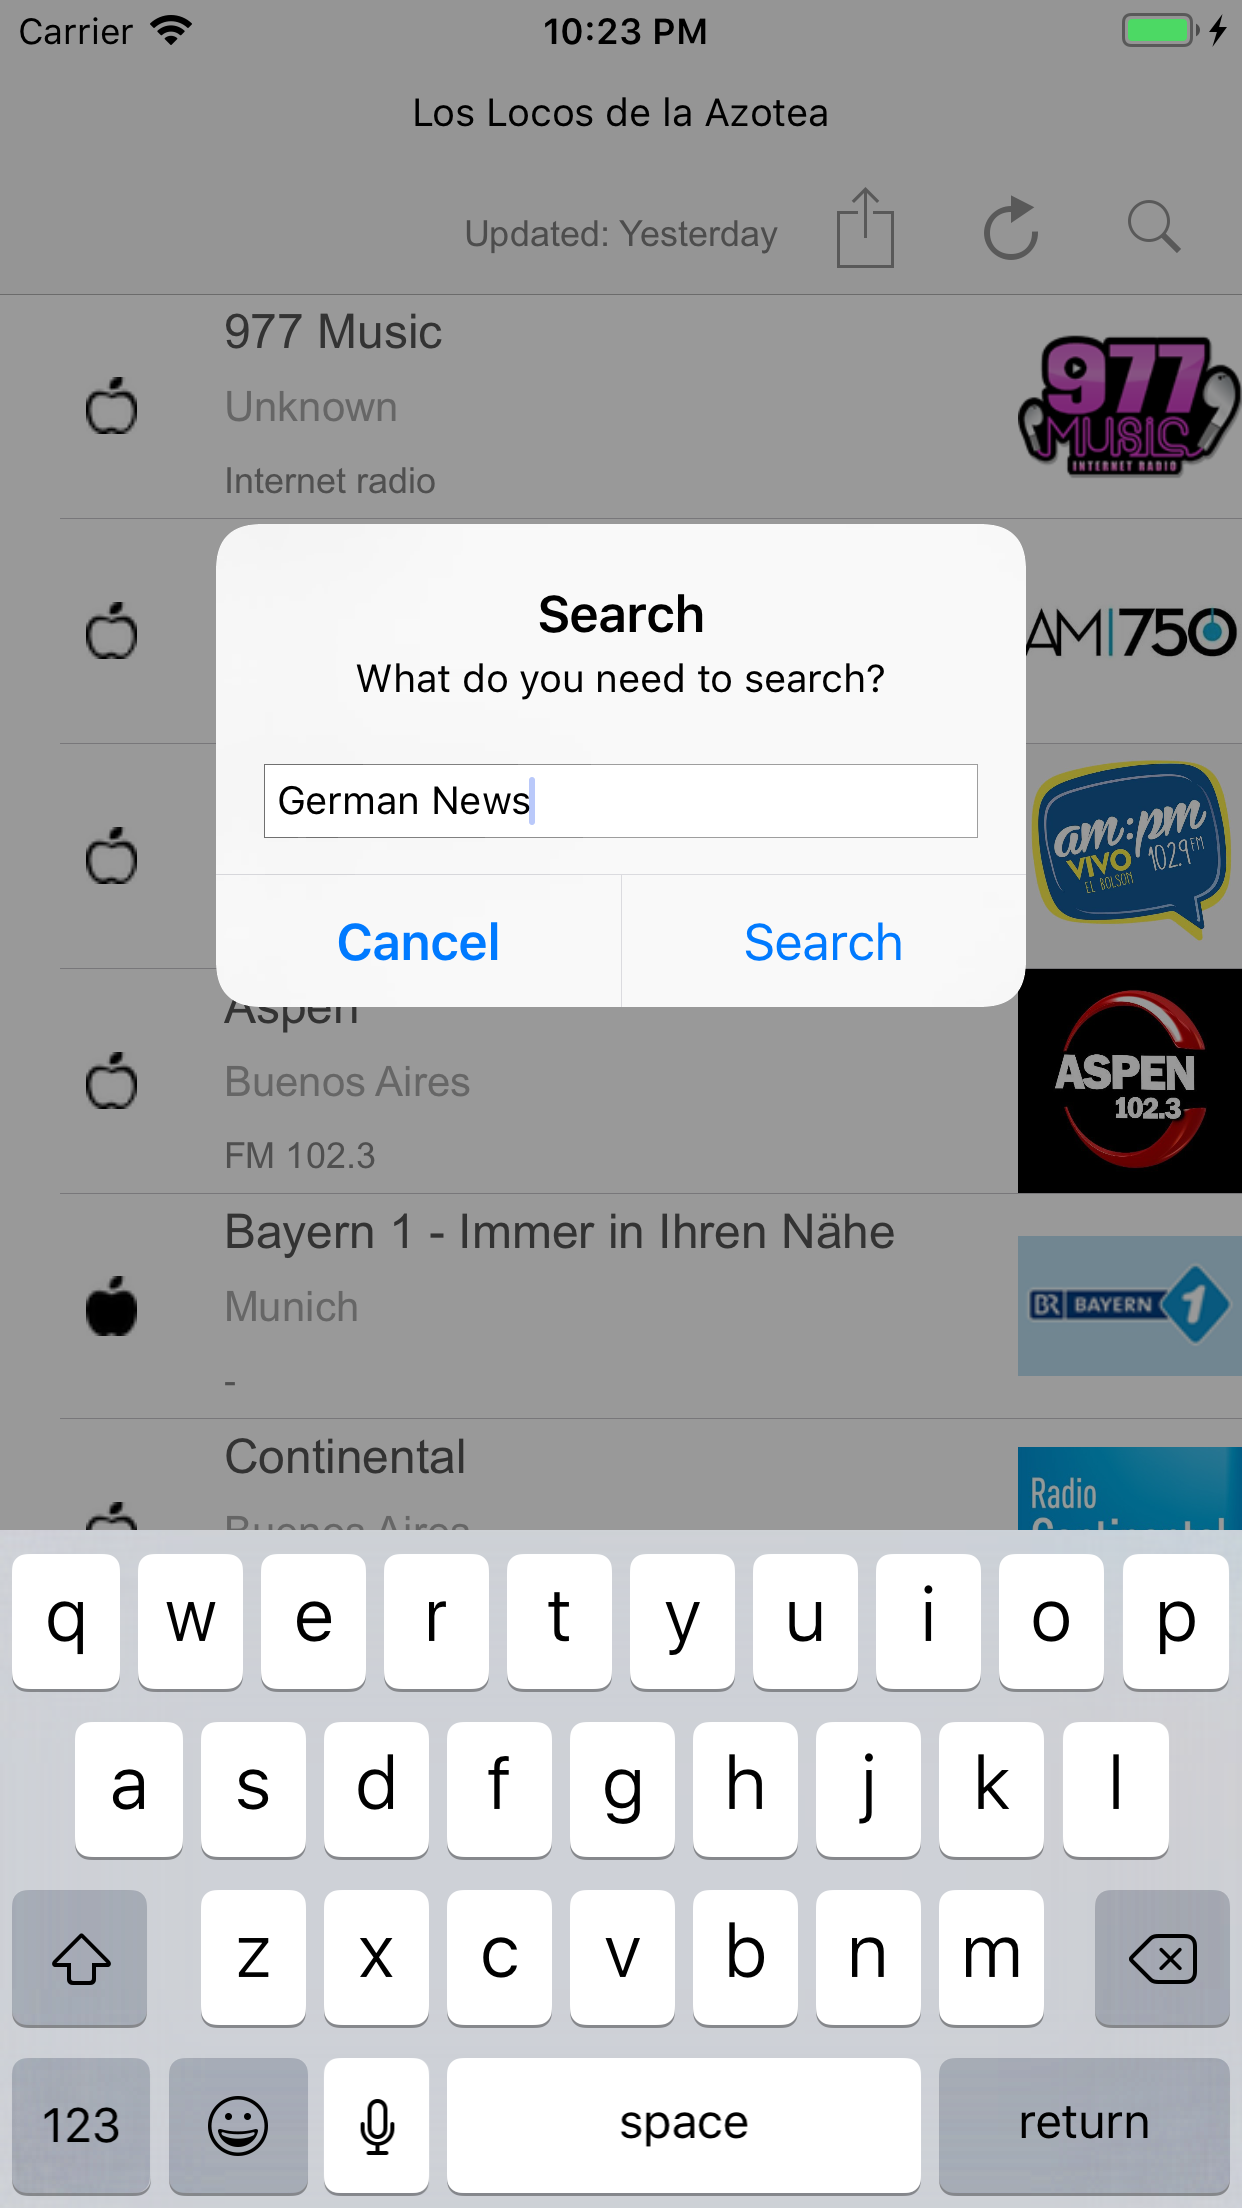 Carrier 10:23 PM
Los Locos de la Azotea
Updated: Yesterday
977 Music
Unknown
Internet radio
977
MUSIC
INTERNET RADIO
Search
What do you need to search?
German News
Cancel Search
AM|750
am:pm
VIVO 102.9 FM
EL BOLSON
Aspen
Buenos Aires
FM 102.3
ASPEN
102.3
Bayern 1 - Immer in Ihren Nähe
Munich
-
BR BAYERN 1
Continental
Buenos Aires
Radio
Continental
q w e r t y u i o p
a s d f g h j k l
z x c v b n m
123 space return